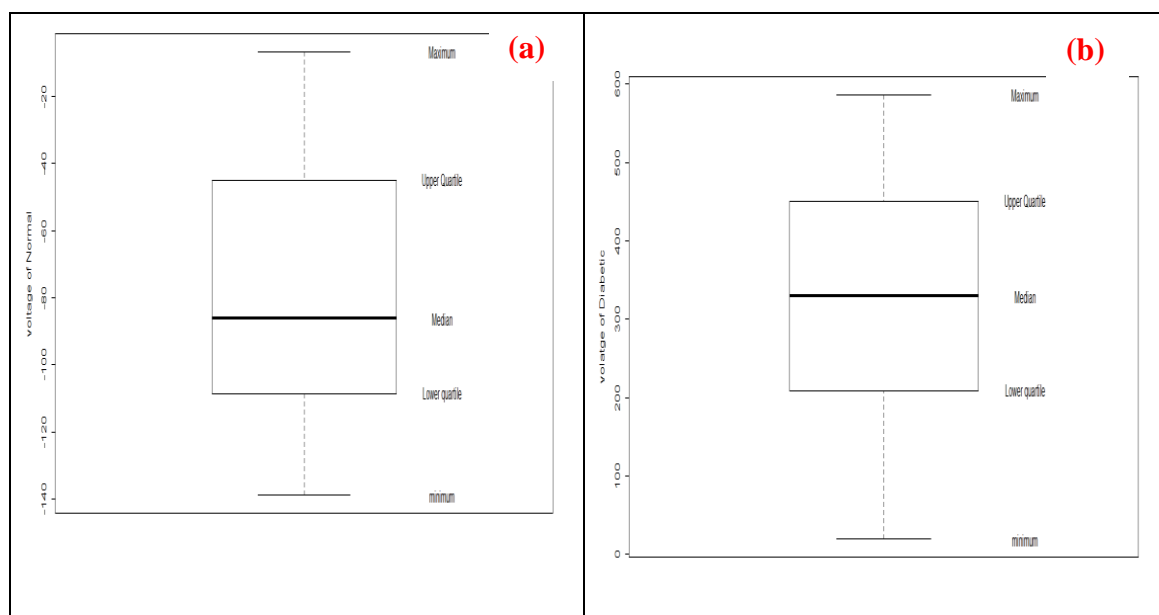 (a)
Maximum
Upper Quartile
Median
Lower quartile
minimum
-20
-40
-60
-80
-100
-120
-140
voltage of Normal
(b)
Maximum
Upper Quartile
Median
Lower quartile
minimum
600
500
400
300
200
100
0
volatge of Diabetic